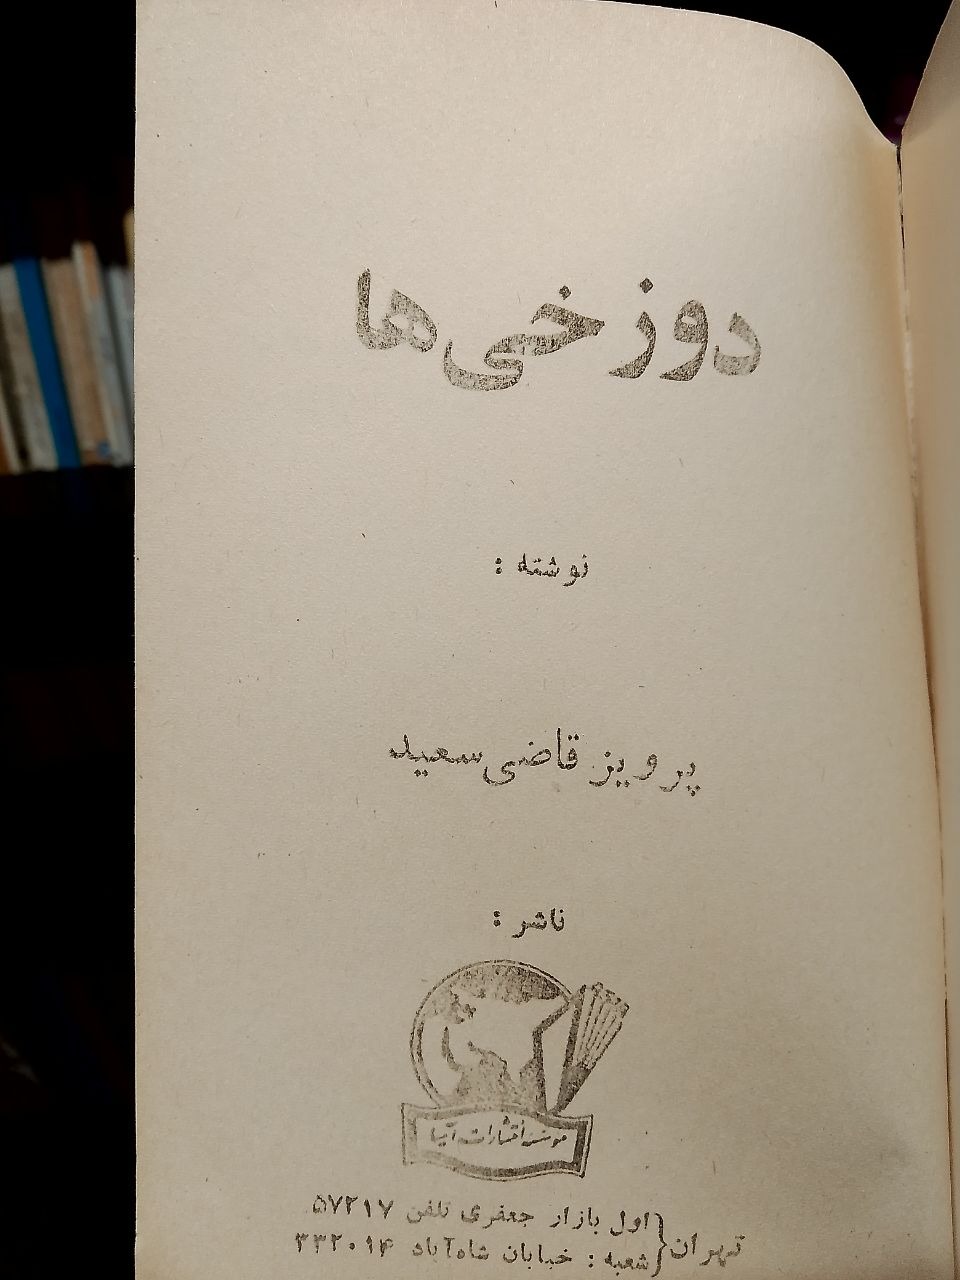 دوزخی‌ها
نوشته :
پرویز قاضی سعید
ناشر :
موسسه انتشارات آسیا
تهران { اول بازار جعفری تلفن ۵۷۲۱۷
شعبه : خیابان شاه‌آباد ۳۳۲۰۱۴